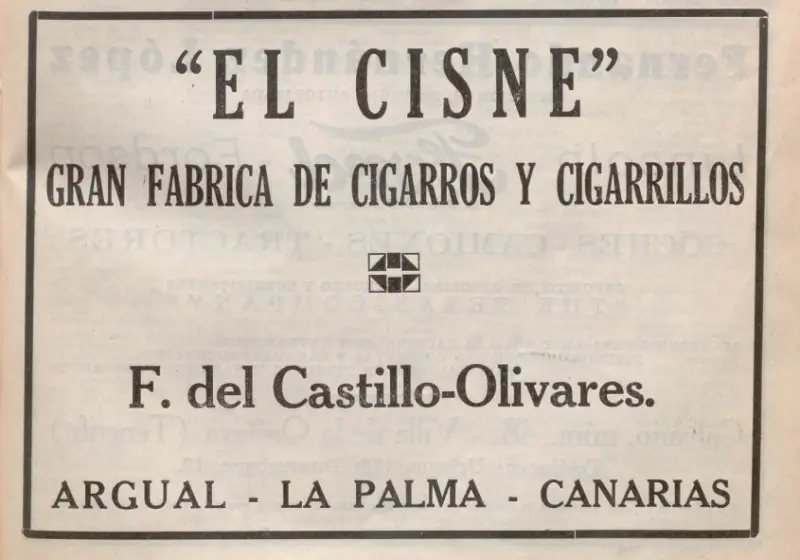 "EL CISNE"
GRAN FABRICA DE CIGARROS Y CIGARRILLOS
F. del Castillo-Olivares.
ARGUAL - LA PALMA - CANARIAS